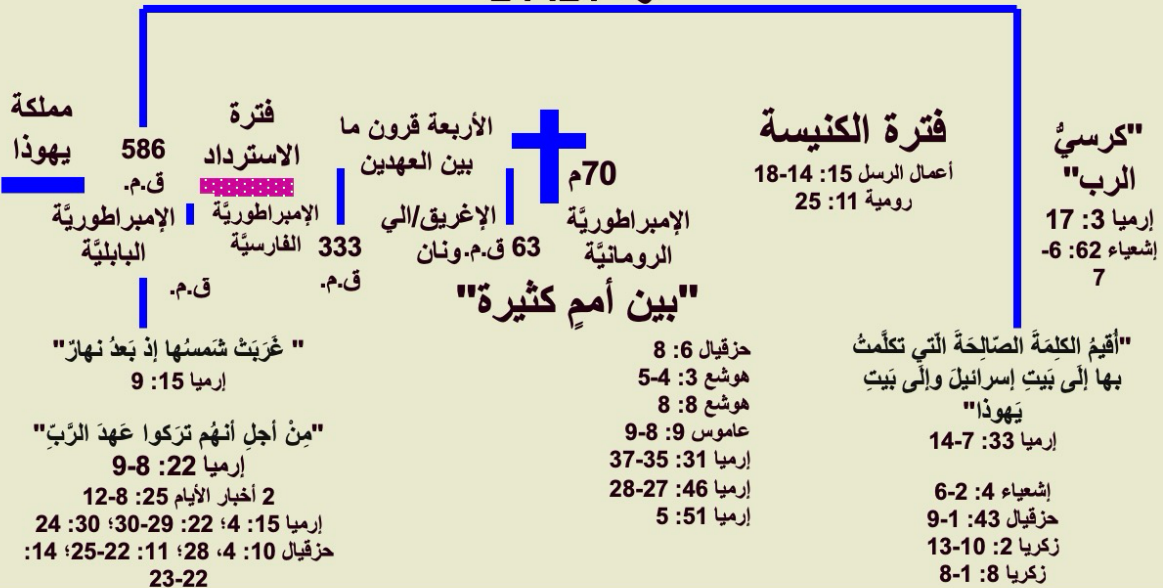 مملكة
يهوذا
586
ق.م.
فترة
الاسترداد
الأربعة قرون ما
بين العهدين
70م
فترة الكنيسة
أعمال الرسل 15: 14-18
رومية 11: 25
"كرسيُّ
الرب"
إرميا 3: 17
إشعياء 62: 6-
7
الإمبراطوريَّة
البابليَّة
ق.م.
الإمبراطوريَّة
الفارسيَّة
333
ق.م.
الإغريق/الي
ونان
63 ق.م.
الإمبراطوريَّة
الرومانيَّة
"بين أممٍ كثيرة"
حزقيال 6: 8
هوشع 3: 4-5
هوشع 8: 8
عاموس 9: 8-9
إرميا 31: 35-37
إرميا 46: 27-28
إرميا 51: 5
" غَرَبَتْ شَمسُها إذ بَعدُ نهارٌ"
إرميا 15: 9
"مِنْ أجلِ أنهُم ترَكوا عَهدَ الرَّبِّ"
إرميا 22: 8-9
2 أخبار الأيام 25: 8-12
إرميا 15: 4؛ 22: 29-30؛ 30: 24
حزقيال 10: 4، 28؛ 11: 22-25؛ 14:
22-23
"أُقيمُ الكلِمَةَ الصّالِحَةَ الّتي تكلَّمتُ
بها إلَى بَيتِ إسرائيلَ وإلَى بَيتِ
يَهوذا"
إرميا 33: 7-14
إشعياء 4: 2-6
حزقيال 43: 1-9
زكريا 2: 10-13
زكريا 8: 1-8